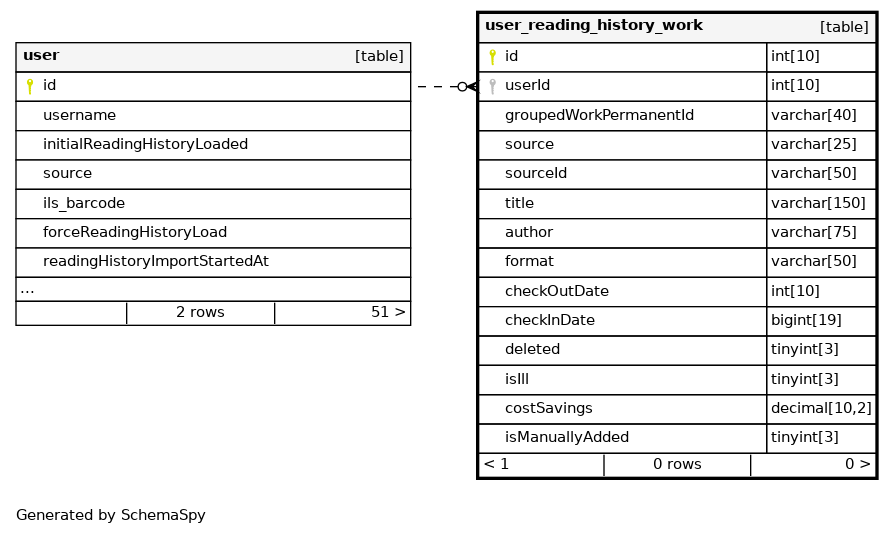 user [table]
id
username
initialReadingHistoryLoaded
source
ils_barcode
forceReadingHistoryLoad
readingHistoryImportStartedAt
...
2 rows 51 >
user_reading_history_work [table]
id int[10]
userId int[10]
groupedWorkPermanentId varchar[40]
source varchar[25]
sourceId varchar[50]
title varchar[150]
author varchar[75]
format varchar[50]
checkOutDate int[10]
checkInDate bigint[19]
deleted tinyint[3]
isIll tinyint[3]
costSavings decimal[10,2]
isManuallyAdded tinyint[3]
< 1 0 rows 0 >
Generated by SchemaSpy